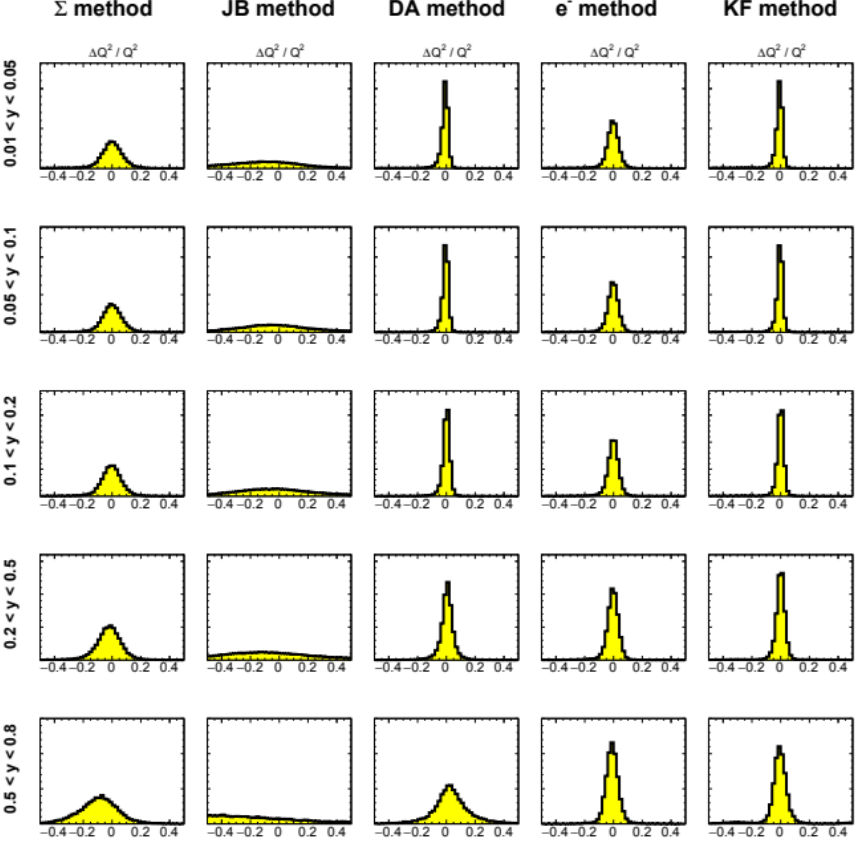 Σ method JB method DA method e⁻ method KF method
ΔQ² / Q² ΔQ² / Q² ΔQ² / Q² ΔQ² / Q² ΔQ² / Q²
0.01 < y < 0.05
−0.4 −0.2 0 0.2 0.4 −0.4 −0.2 0 0.2 0.4 −0.4 −0.2 0 0.2 0.4 −0.4 −0.2 0 0.2 0.4 −0.4 −0.2 0 0.2 0.4
0.05 < y < 0.1
−0.4 −0.2 0 0.2 0.4 −0.4 −0.2 0 0.2 0.4 −0.4 −0.2 0 0.2 0.4 −0.4 −0.2 0 0.2 0.4 −0.4 −0.2 0 0.2 0.4
0.1 < y < 0.2
−0.4 −0.2 0 0.2 0.4 −0.4 −0.2 0 0.2 0.4 −0.4 −0.2 0 0.2 0.4 −0.4 −0.2 0 0.2 0.4 −0.4 −0.2 0 0.2 0.4
0.2 < y < 0.5
−0.4 −0.2 0 0.2 0.4 −0.4 −0.2 0 0.2 0.4 −0.4 −0.2 0 0.2 0.4 −0.4 −0.2 0 0.2 0.4 −0.4 −0.2 0 0.2 0.4
0.5 < y < 0.8
−0.4 −0.2 0 0.2 0.4 −0.4 −0.2 0 0.2 0.4 −0.4 −0.2 0 0.2 0.4 −0.4 −0.2 0 0.2 0.4 −0.4 −0.2 0 0.2 0.4